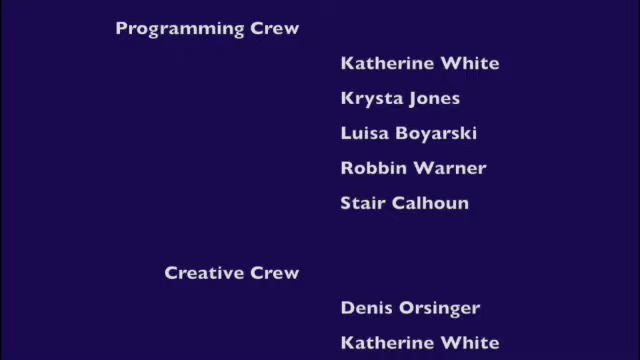 Programming Crew
Katherine White
Krysta Jones
Luisa Boyarski
Robbin Warner
Stair Calhoun
Creative Crew
Denis Orsinger
Katherine White